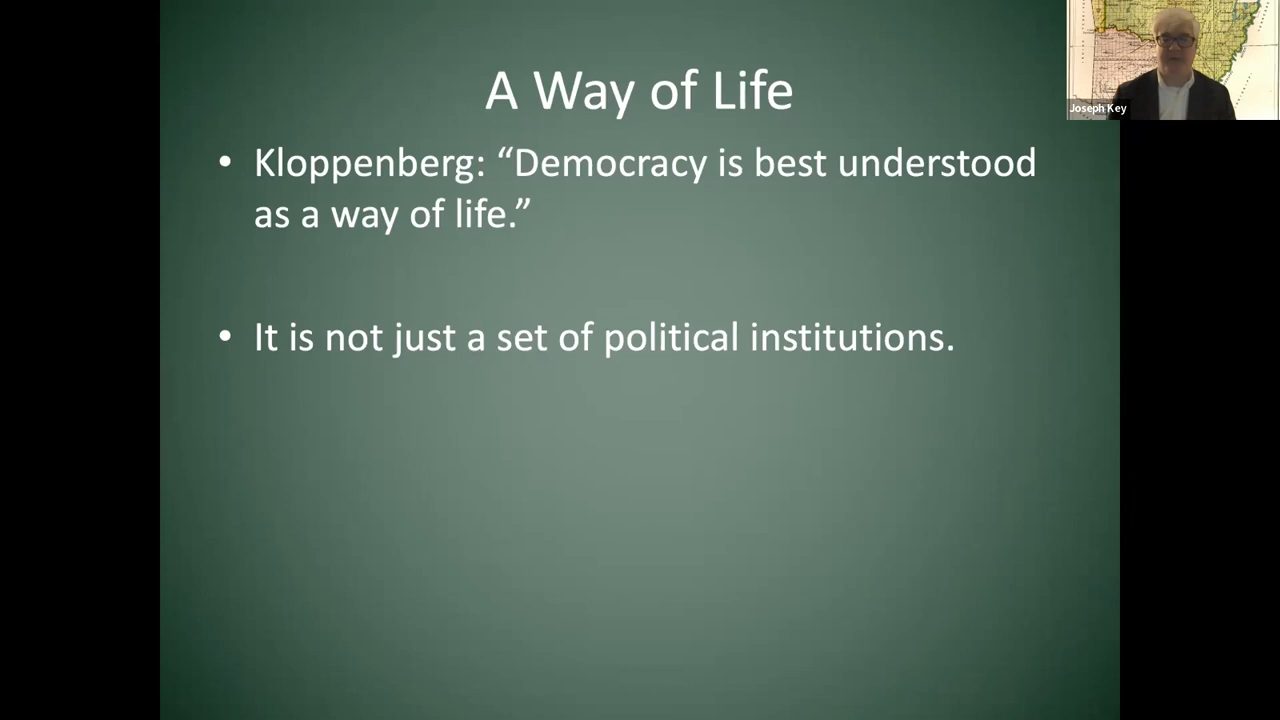 A Way of Life
• Kloppenberg: “Democracy is best understood
as a way of life.”
• It is not just a set of political institutions.
Joseph Key